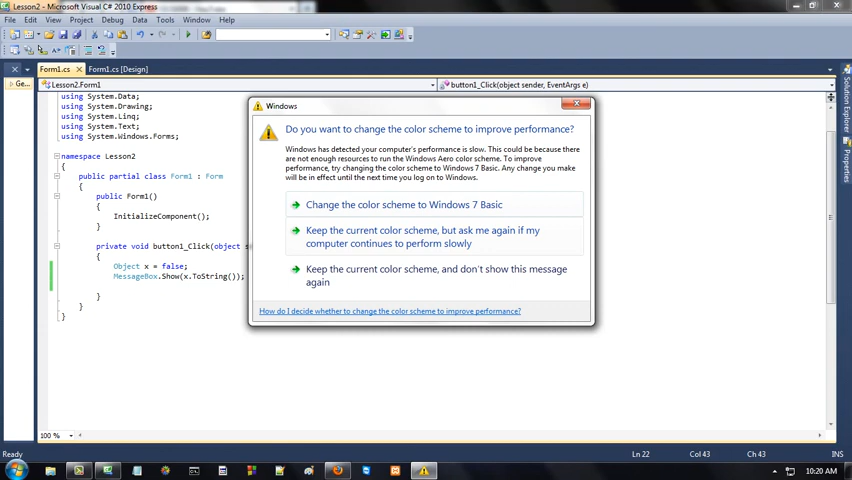 Lesson2 - Microsoft Visual C# 2010 Express
File Edit View Project Debug Data Tools Window Help
Form1.cs Form1.cs [Design]
Ge...
Lesson2.Form1 button1_Click(object sender, EventArgs e)
using System.Data;
using System.Drawing;
using System.Linq;
using System.Text;
using System.Windows.Forms;
namespace Lesson2
{
public partial class Form1 : Form
{
public Form1()
{
InitializeComponent();
}
private void button1_Click(object s
{
Object x = false;
MessageBox.Show(x.ToString());
}
}
}
Windows
Do you want to change the color scheme to improve performance?
Windows has detected your computer's performance is slow. This could be because there
are not enough resources to run the Windows Aero color scheme. To improve
performance, try changing the color scheme to Windows 7 Basic. Any change you make
will be in effect until the next time you log on to Windows.
Change the color scheme to Windows 7 Basic
Keep the current color scheme, but ask me again if my
computer continues to perform slowly
Keep the current color scheme, and don't show this message
again
How do I decide whether to change the color scheme to improve performance?
Solution Explorer
Properties
100 %
Ready Ln 22 Col 43 Ch 43 INS
10:20 AM